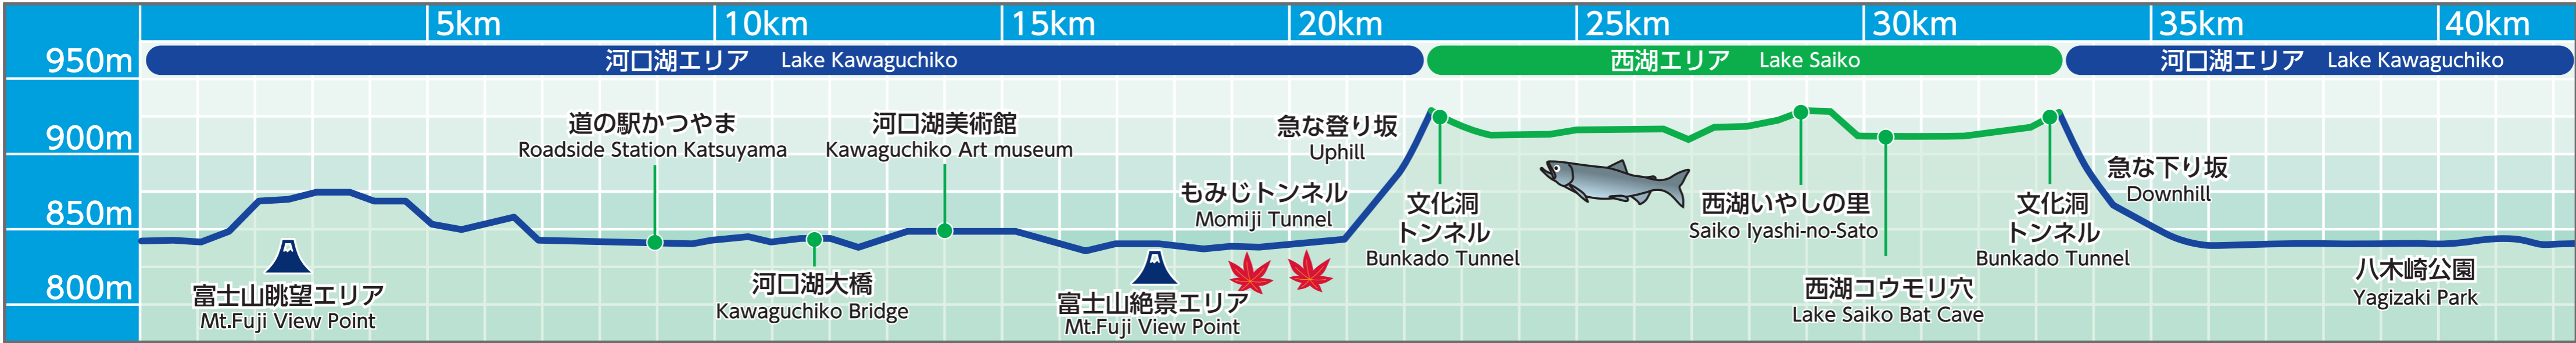 5km
10km
15km
20km
25km
30km
35km
40km
950m
900m
850m
800m
河口湖エリア Lake Kawaguchiko
西湖エリア Lake Saiko
河口湖エリア Lake Kawaguchiko
富士山眺望エリア
Mt.Fuji View Point
道の駅かつやま
Roadside Station Katsuyama
河口湖大橋
Kawaguchiko Bridge
河口湖美術館
Kawaguchiko Art museum
富士山絶景エリア
Mt.Fuji View Point
もみじトンネル
Momiji Tunnel
急な登り坂
Uphill
文化洞
トンネル
Bunkado Tunnel
西湖いやしの里
Saiko Iyashi-no-Sato
西湖コウモリ穴
Lake Saiko Bat Cave
文化洞
トンネル
Bunkado Tunnel
急な下り坂
Downhill
八木崎公園
Yagizaki Park